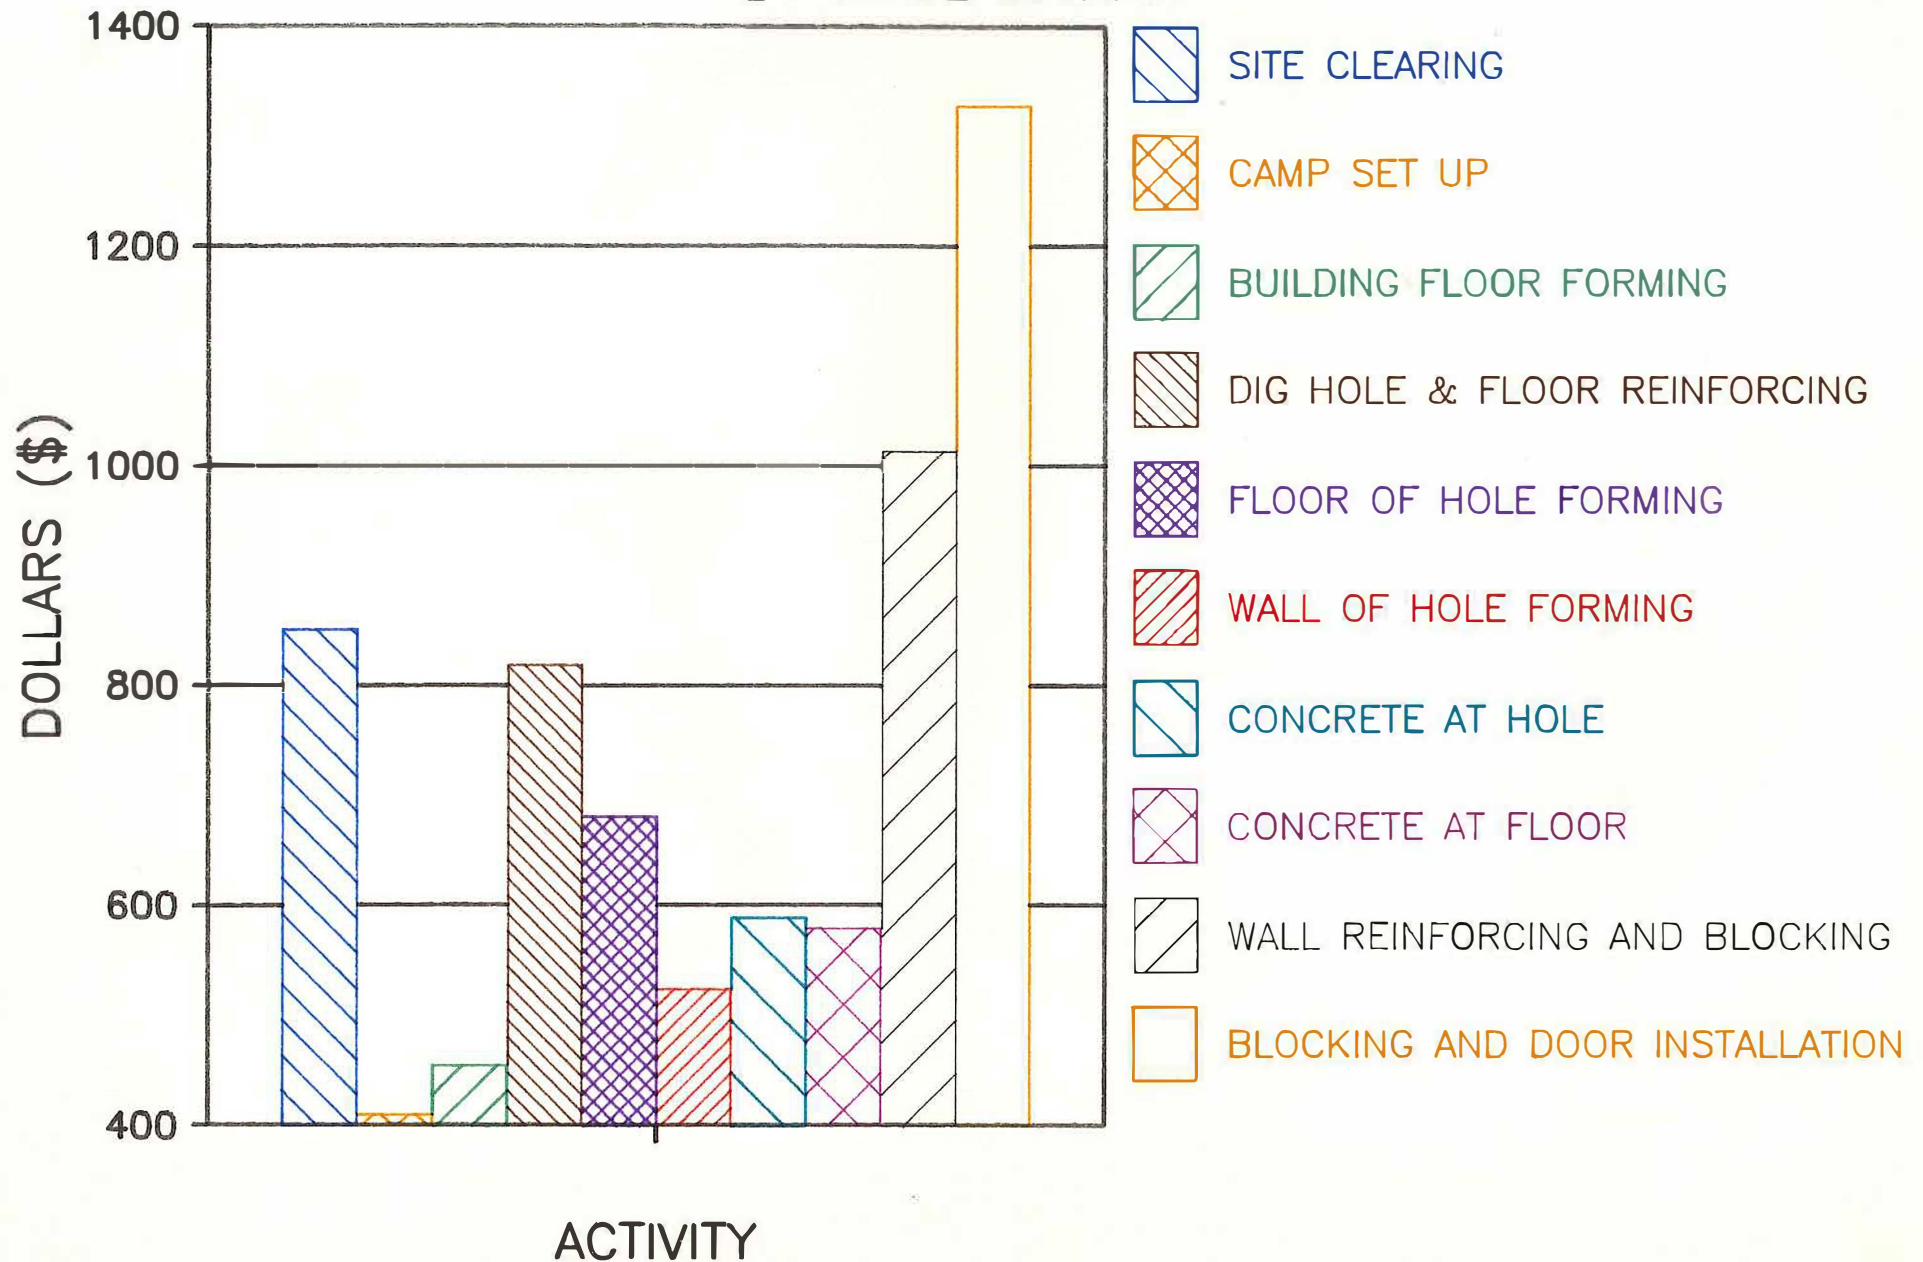 1400
1200
1000
800
600
400
DOLLARS ($)
ACTIVITY
SITE CLEARING
CAMP SET UP
BUILDING FLOOR FORMING
DIG HOLE & FLOOR REINFORCING
FLOOR OF HOLE FORMING
WALL OF HOLE FORMING
CONCRETE AT HOLE
CONCRETE AT FLOOR
WALL REINFORCING AND BLOCKING
BLOCKING AND DOOR INSTALLATION